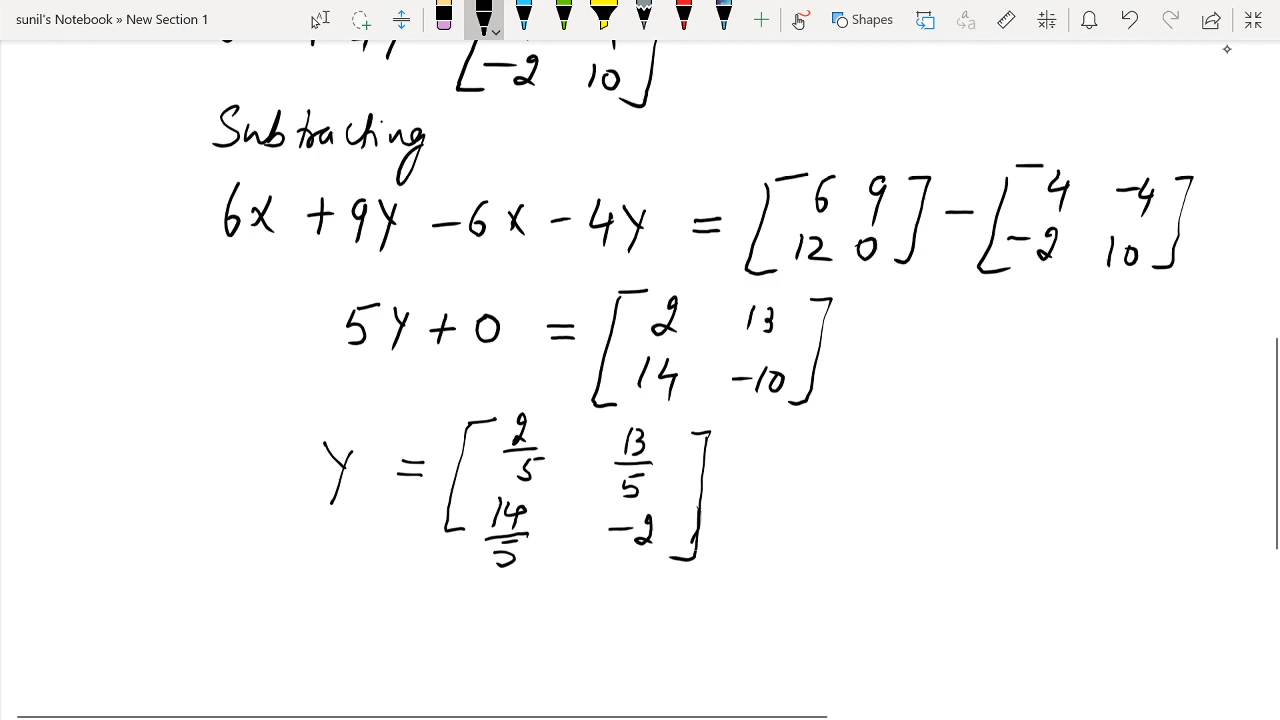 sunil's Notebook » New Section 1
Shapes
-2 10
Subtracting
6X + 9Y - 6X - 4Y = [6 9 12 0] - [4 -4 -2 10]
5Y + 0 = [2 13 14 -10]
Y = [2/5 13/5 14/5 -2]